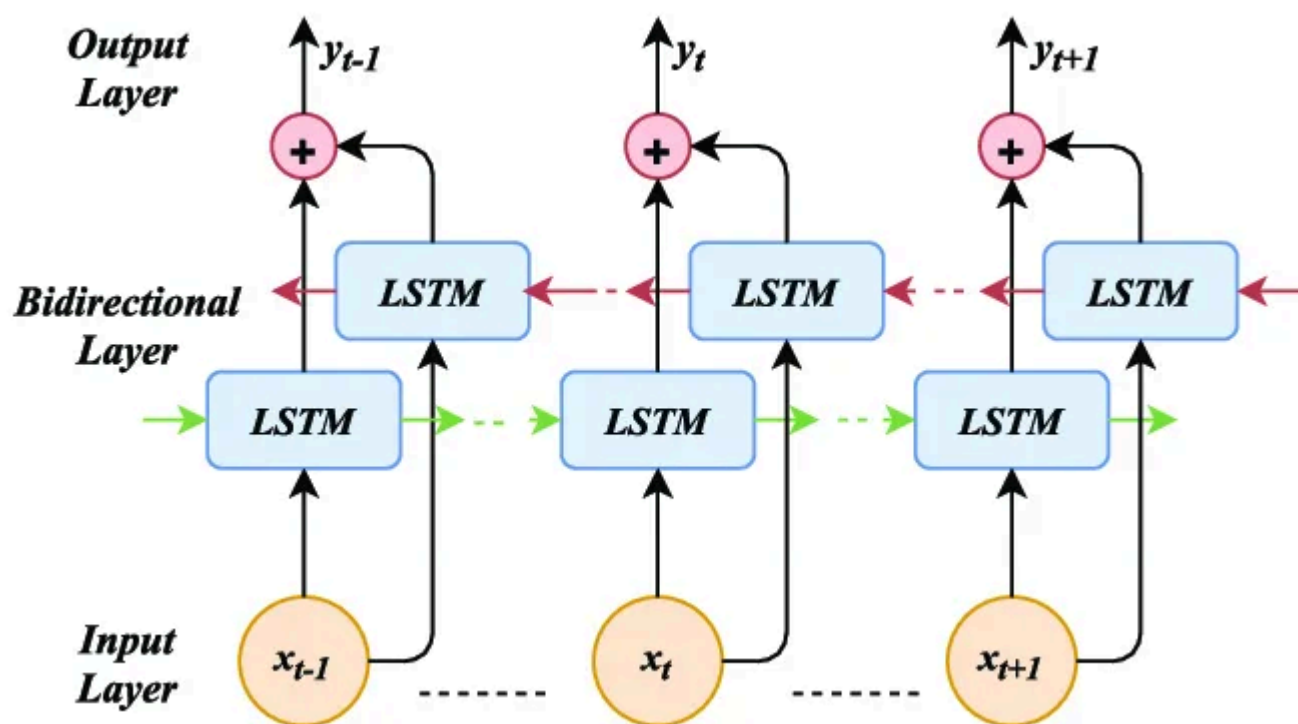 Output
Layer
y_{t-1}
y_t
y_{t+1}
+
+
+
Bidirectional
Layer
LSTM
LSTM
LSTM
LSTM
LSTM
LSTM
Input
Layer
x_{t-1}
x_t
x_{t+1}